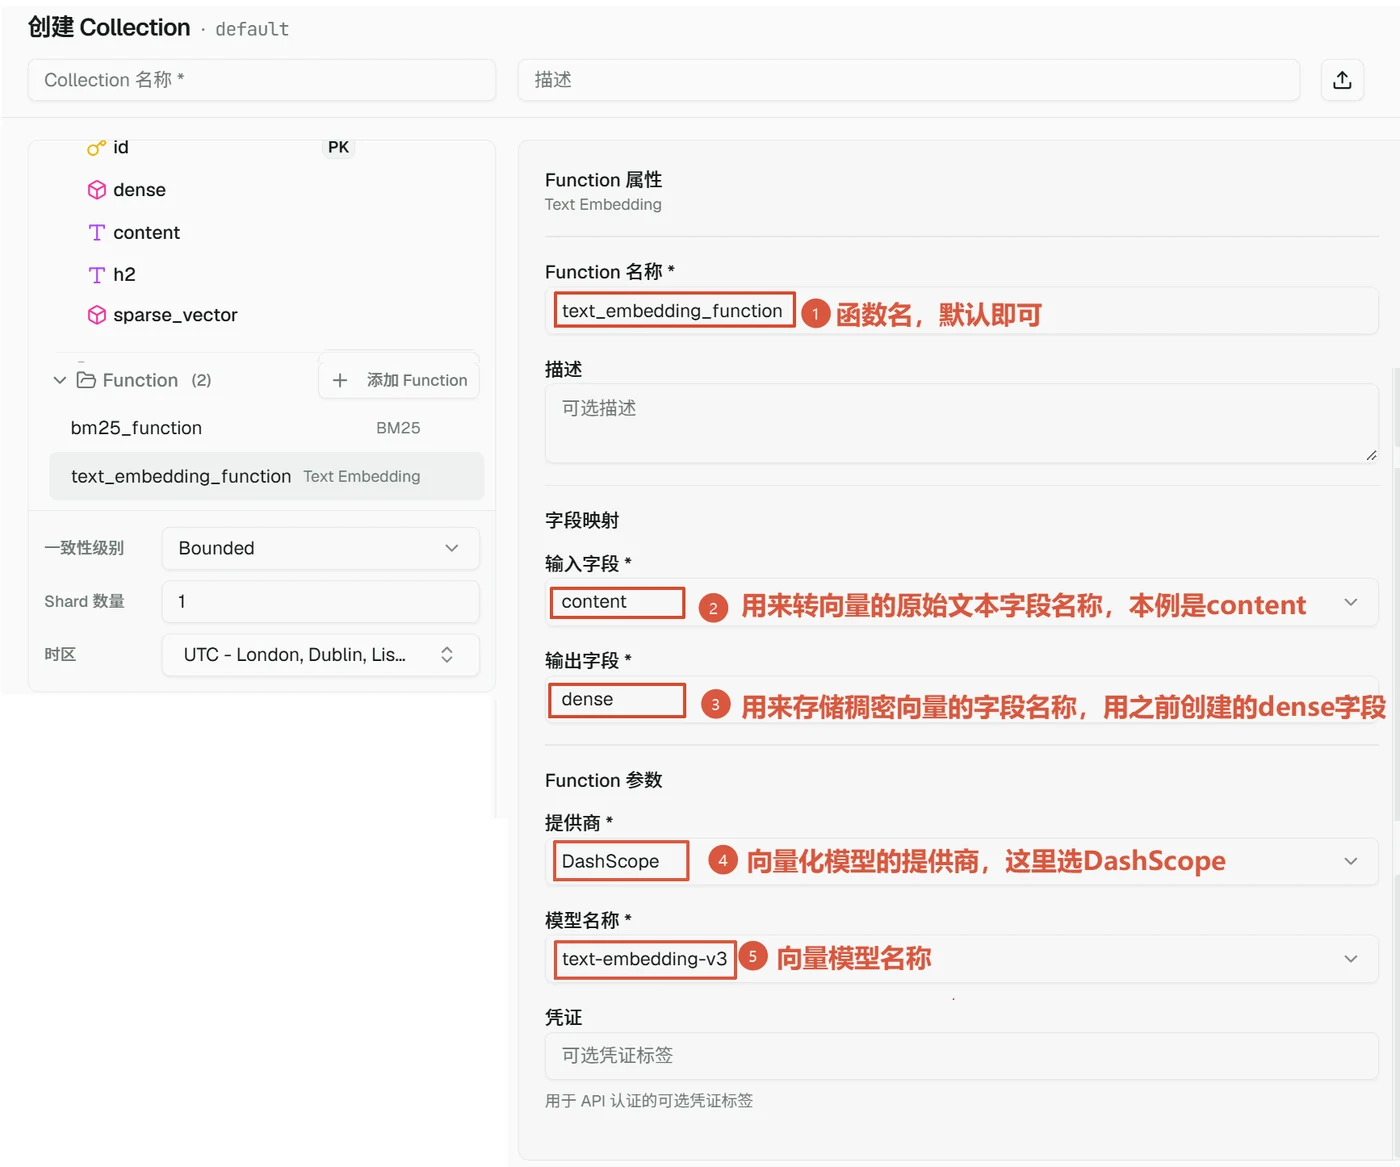 创建 Collection · default
Collection 名称 *
描述
id PK
dense
content
h2
sparse_vector
Function (2)
添加 Function
bm25_function BM25
text_embedding_function Text Embedding
一致性级别 Bounded
Shard 数量 1
时区 UTC - London, Dublin, Lis...
Function 属性
Text Embedding
Function 名称 *
text_embedding_function 1 函数名，默认即可
描述
可选描述
字段映射
输入字段 *
content 2 用来转向量的原始文本字段名称，本例是content
输出字段 *
dense 3 用来存储稠密向量的字段名称，用之前创建的dense字段
Function 参数
提供商 *
DashScope 4 向量化模型的提供商，这里选DashScope
模型名称 *
text-embedding-v3 5 向量模型名称
凭证
可选凭证标签
用于 API 认证的可选凭证标签